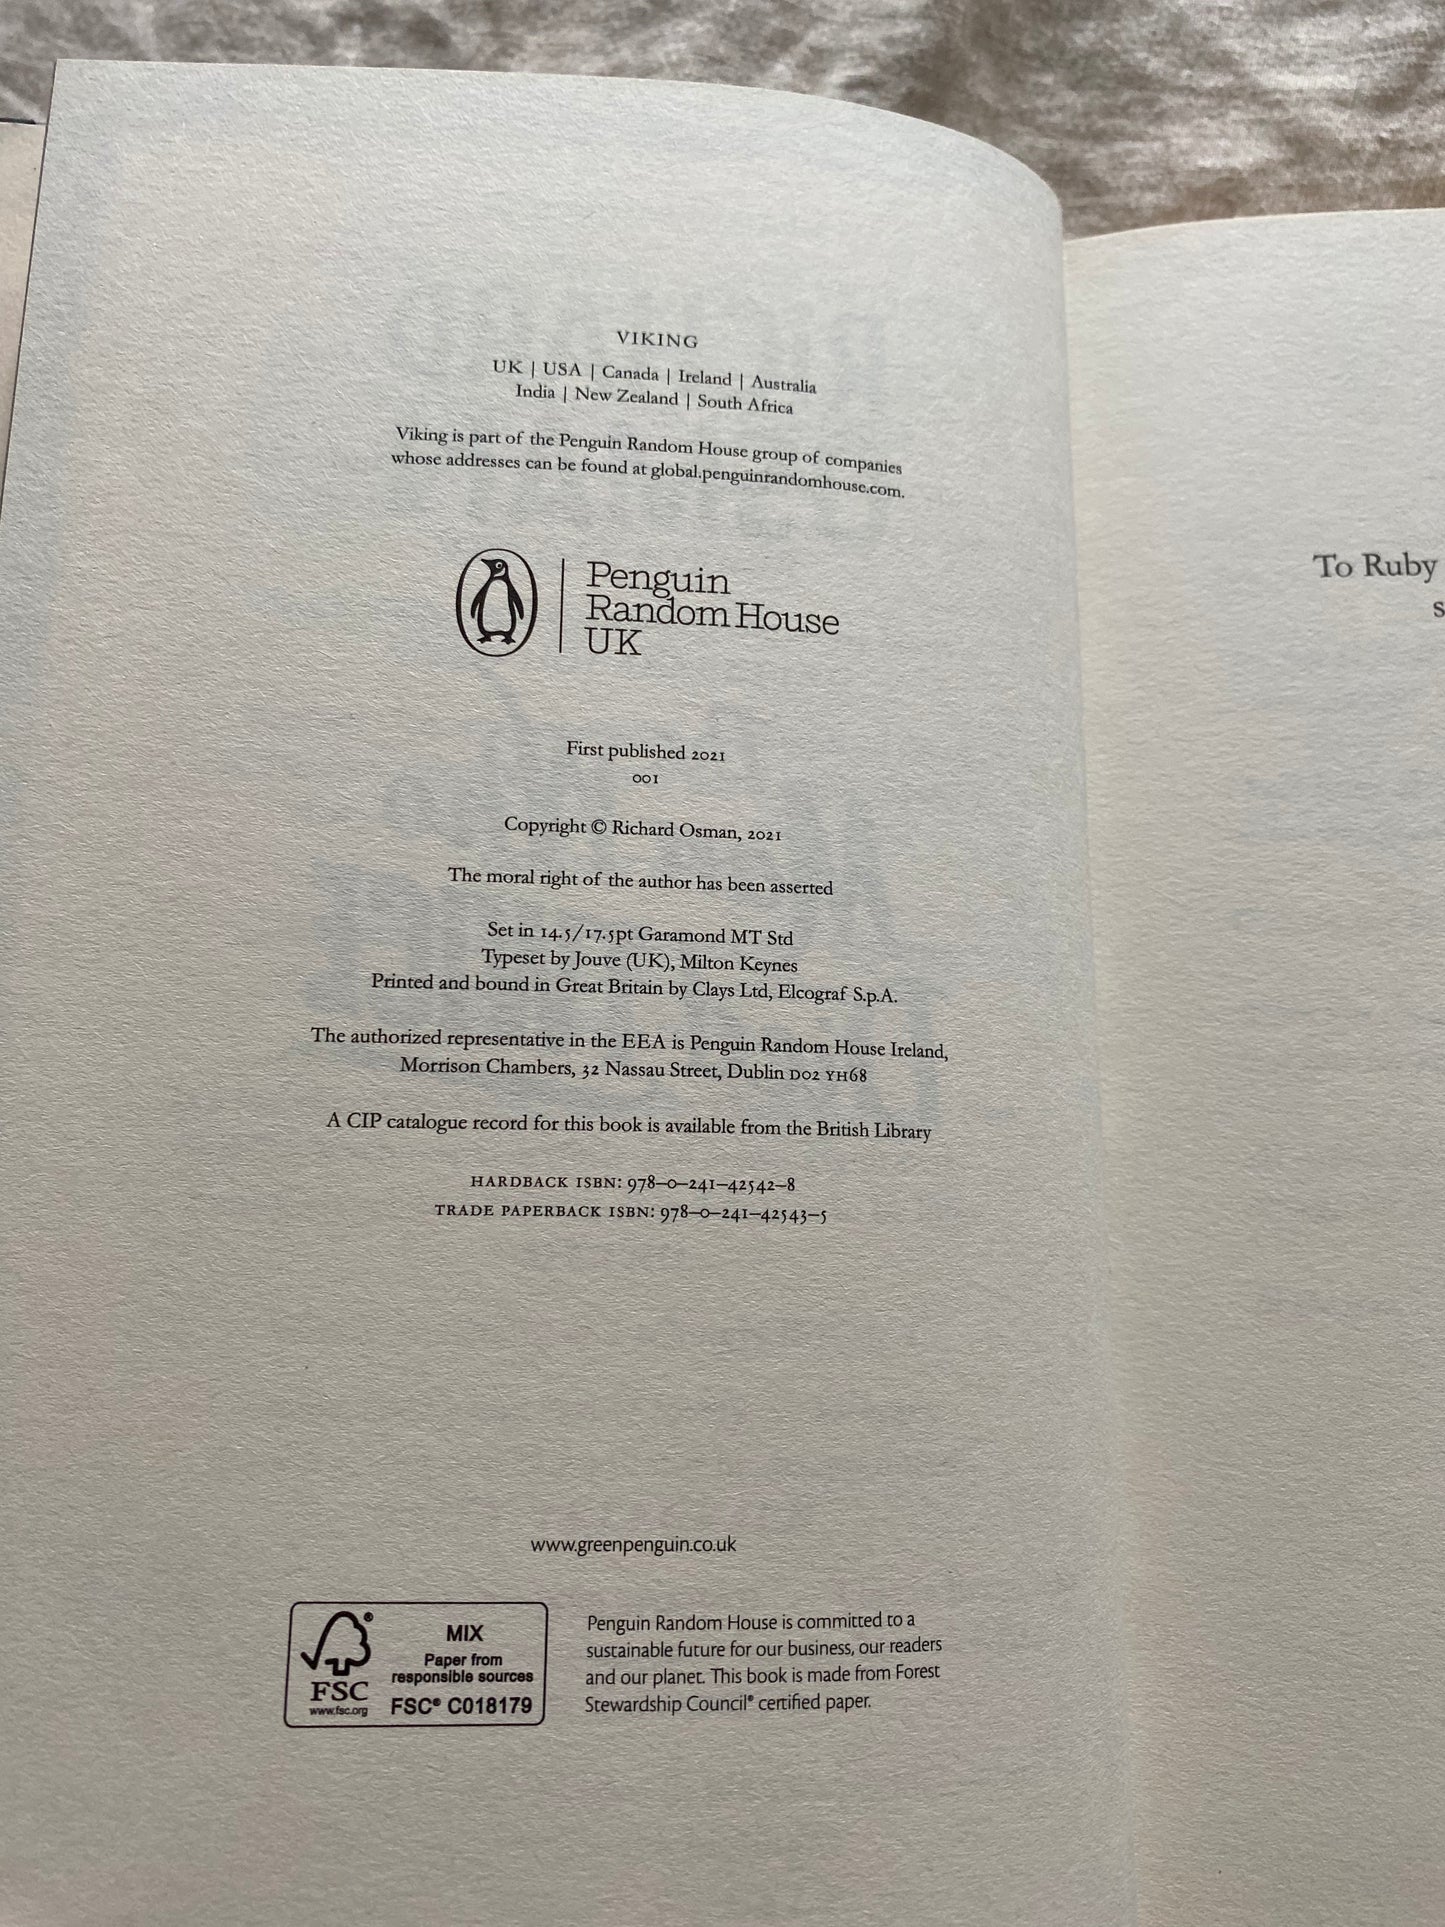 VIKING
UK | USA | Canada | Ireland | Australia
India | New Zealand | South Africa
Viking is part of the Penguin Random House group of companies
whose addresses can be found at global.penguinrandomhouse.com.
Penguin
Random House
UK
First published 2021
001
Copyright © Richard Osman, 2021
The moral right of the author has been asserted
Set in 14.5/17.5pt Garamond MT Std
Typeset by Jouve (UK), Milton Keynes
Printed and bound in Great Britain by Clays Ltd, Elcograf S.p.A.
The authorized representative in the EEA is Penguin Random House Ireland,
Morrison Chambers, 32 Nassau Street, Dublin D02 YH68
A CIP catalogue record for this book is available from the British Library
HARDBACK ISBN: 978–0–241–42542–8
TRADE PAPERBACK ISBN: 978–0–241–42543–5
www.greenpenguin.co.uk
FSC®
www.fsc.org
MIX
Paper from
responsible sources
FSC® C018179
Penguin Random House is committed to a
sustainable future for our business, our readers
and our planet. This book is made from Forest
Stewardship Council® certified paper.
To Ruby